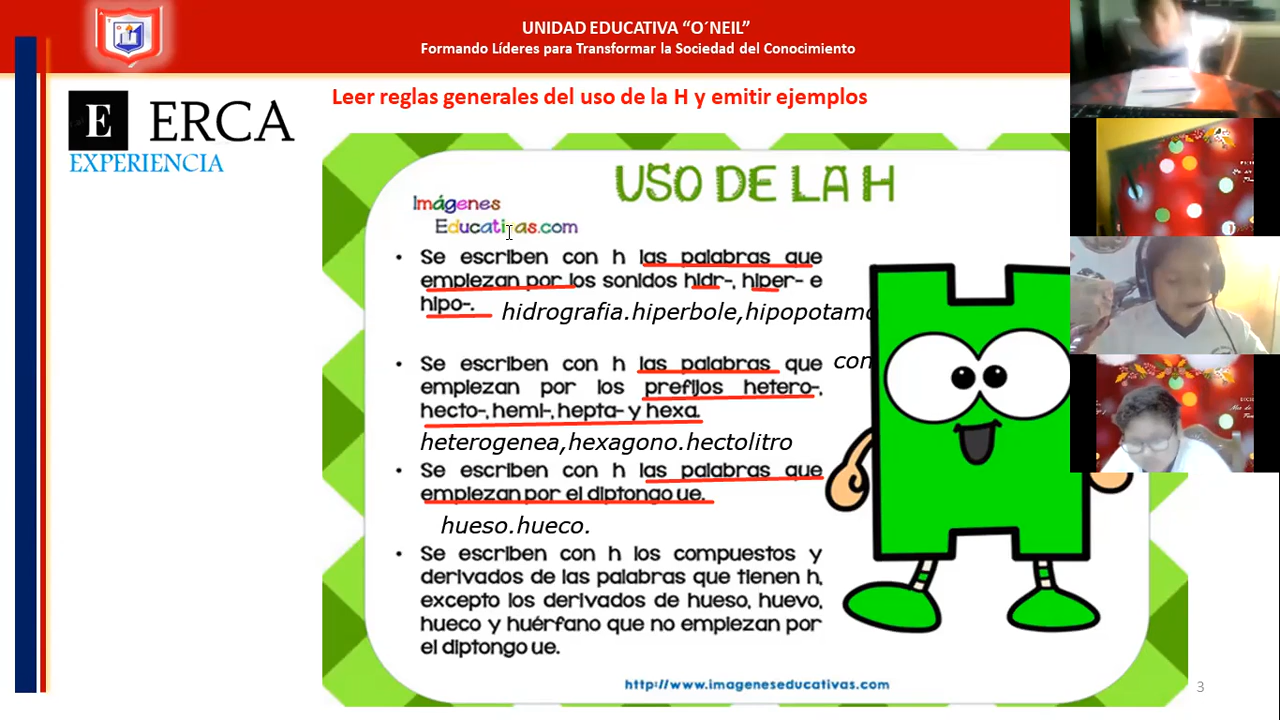 UNIDAD EDUCATIVA “O´NEIL”
Formando Líderes para Transformar la Sociedad del Conocimiento
E ERCA
EXPERIENCIA
Leer reglas generales del uso de la H y emitir ejemplos
USO DE LA H
Imágenes
Educativas.com
• Se escriben con h las palabras que
empiezan por los sonidos hidr-, hiper- e
hipo-.
hidrografia.hiperbole,hipopotamo
• Se escriben con h las palabras que
empiezan por los prefijos hetero-,
hecto-, hemi-, hepta- y hexa.
heterogenea,hexagono.hectolitro
• Se escriben con h las palabras que
empiezan por el diptongo ue.
hueso.hueco.
• Se escriben con h los compuestos y
derivados de las palabras que tienen h,
excepto los derivados de hueso, huevo,
hueco y huérfano que no empiezan por
el diptongo ue.
http://www.imageneseducativas.com
3